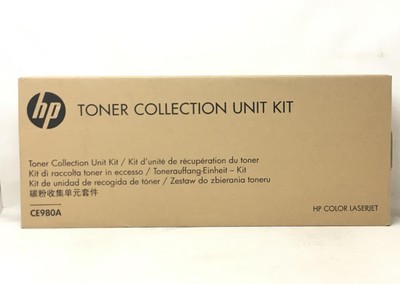 hp TONER COLLECTION UNIT KIT
Toner Collection Unit Kit / Kit d'unité de récupération du toner
Kit di raccolta toner in eccesso / Tonerauffang-Einheit – Kit
Kit de unidad de recogida de tóner / Zestaw do zbierania toneru
碳粉收集单元套件
CE980A
HP COLOR LASERJET